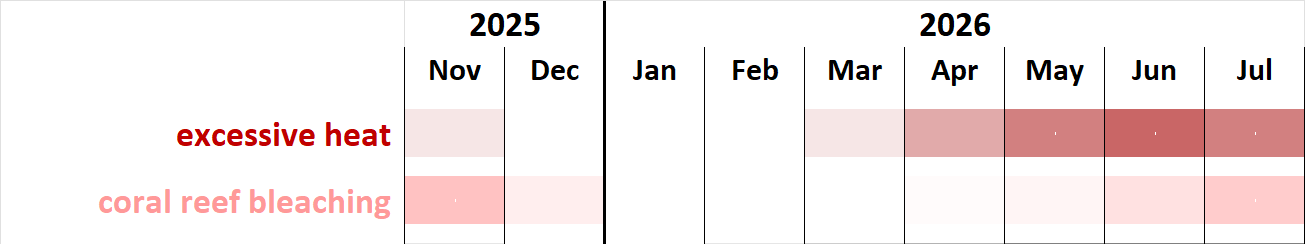 2025 2026
Nov Dec Jan Feb Mar Apr May Jun Jul
excessive heat
coral reef bleaching